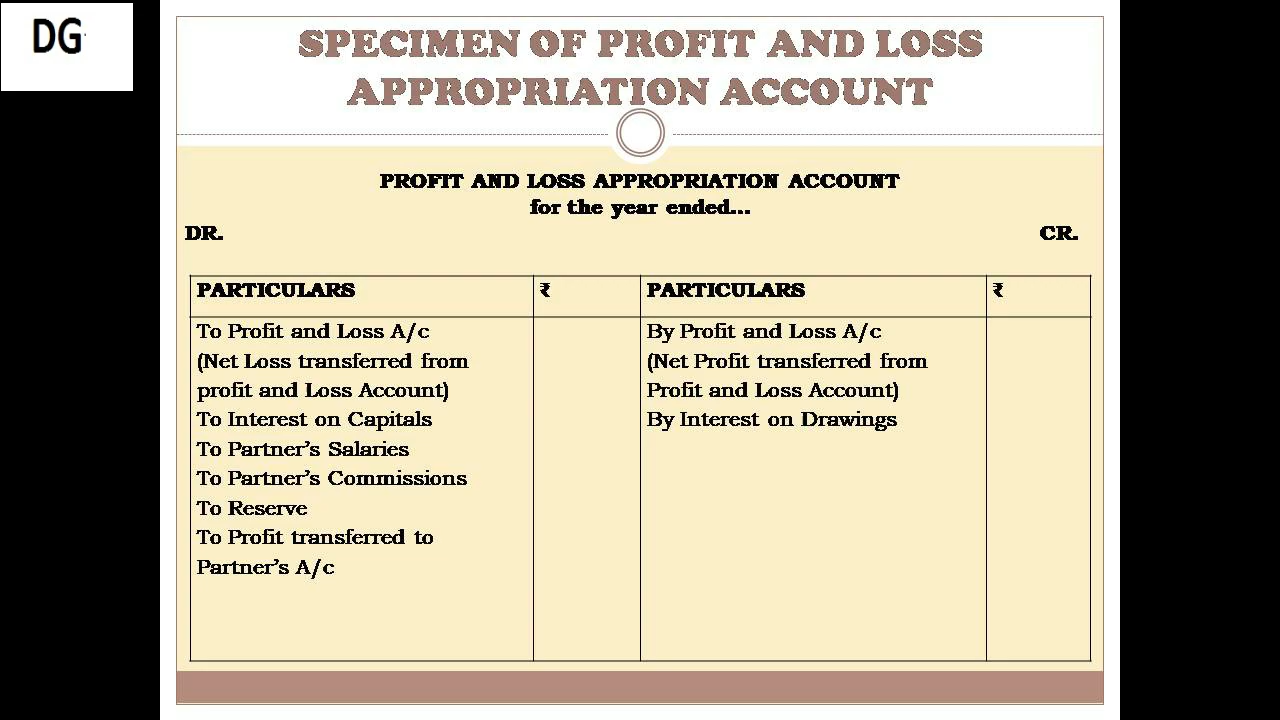 DG
SPECIMEN OF PROFIT AND LOSS
APPROPRIATION ACCOUNT
PROFIT AND LOSS APPROPRIATION ACCOUNT
for the year ended...
DR.
CR.
PARTICULARS
₹
PARTICULARS
₹
To Profit and Loss A/c
(Net Loss transferred from
profit and Loss Account)
To Interest on Capitals
To Partner's Salaries
To Partner's Commissions
To Reserve
To Profit transferred to
Partner's A/c
By Profit and Loss A/c
(Net Profit transferred from
Profit and Loss Account)
By Interest on Drawings